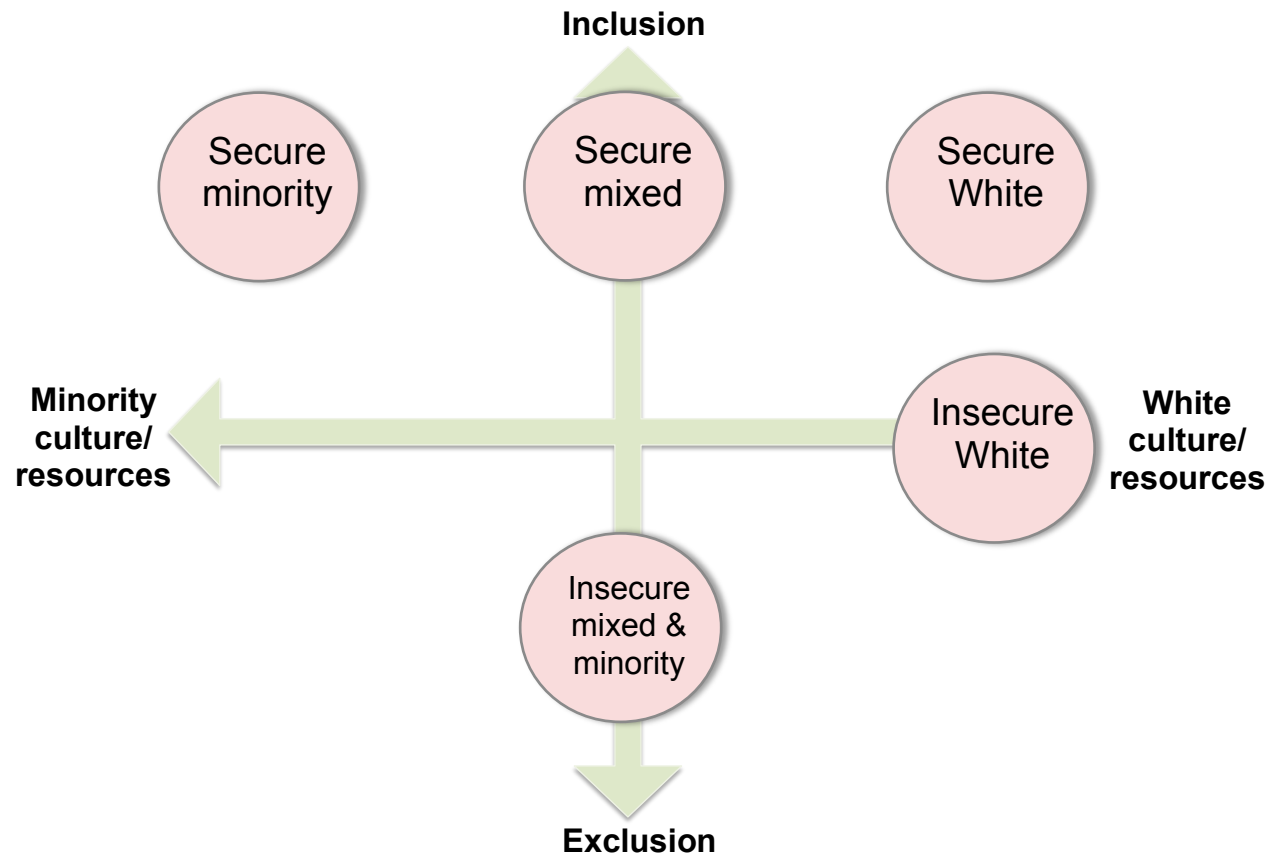 Inclusion
Secure
minority
Secure
mixed
Secure
White
Minority
culture/
resources
Insecure
White
White
culture/
resources
Insecure
mixed &
minority
Exclusion